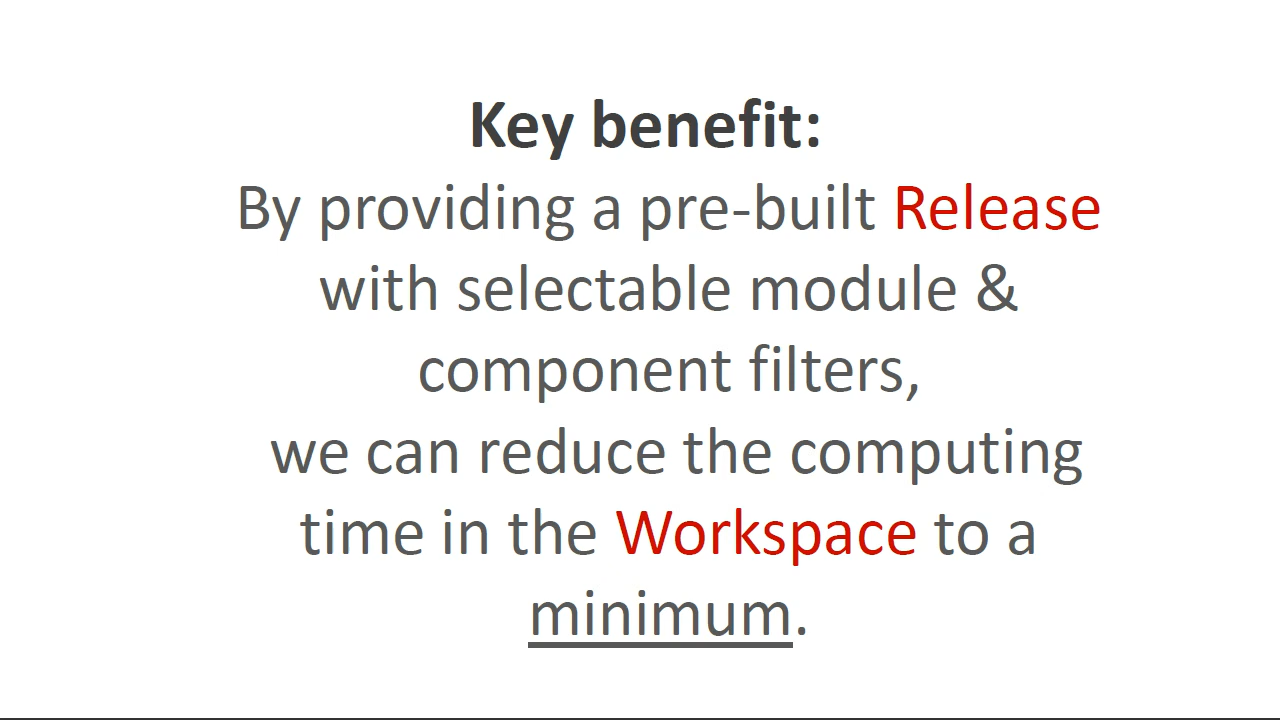 Key benefit:
By providing a pre-built Release
with selectable module &
component filters,
we can reduce the computing
time in the Workspace to a
minimum.